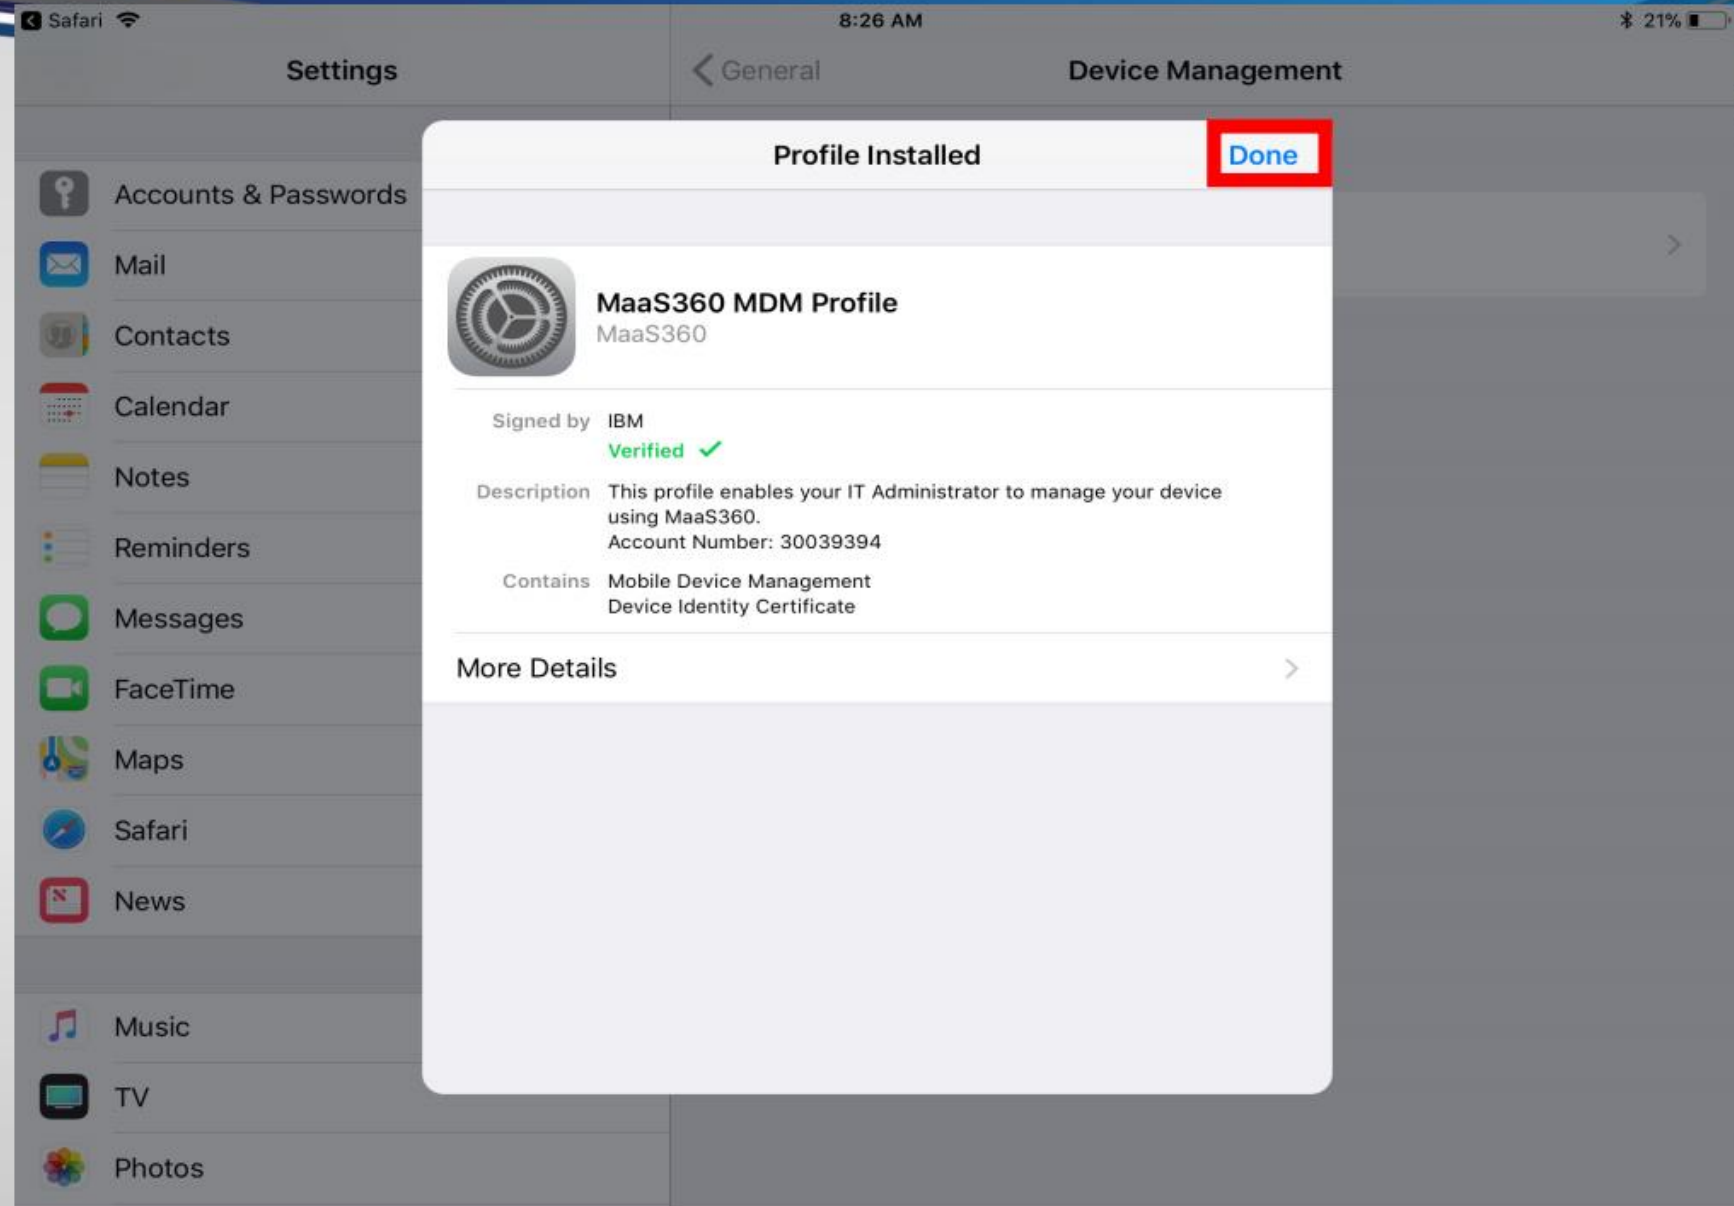 Safari
8:26 AM
21%
Settings
General
Device Management
Profile Installed
Done
Accounts & Passwords
Mail
Contacts
Calendar
Notes
Reminders
Messages
FaceTime
Maps
Safari
News
Music
TV
Photos
MaaS360 MDM Profile
MaaS360
Signed by IBM
Verified
Description This profile enables your IT Administrator to manage your device
using MaaS360.
Account Number: 30039394
Contains Mobile Device Management
Device Identity Certificate
More Details